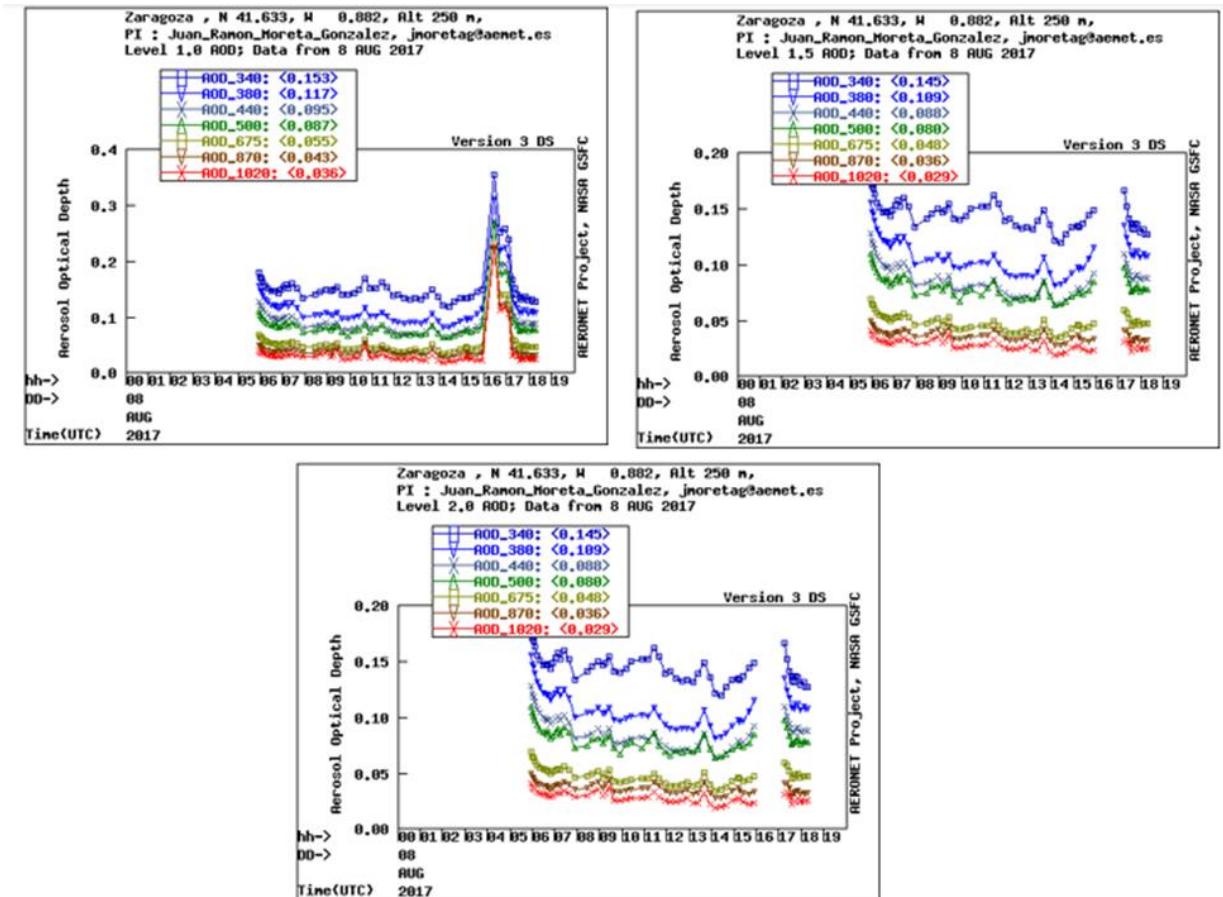 Zaragoza , N 41.633, W 0.882, Alt 250 m,
PI : Juan_Ramon_Moreta_Gonzalez, jmoretag@aemet.es
Level 1.0 AOD; Data from 8 AUG 2017
AOD_340: <0.153>
AOD_380: <0.117>
AOD_440: <0.095>
AOD_500: <0.087>
AOD_675: <0.055>
AOD_870: <0.043>
AOD_1020: <0.036>
Version 3 DS
0.4
0.3
0.2
0.1
0.0
Aerosol Optical Depth
AERONET Project, NASA GSFC
hh-> 00 01 02 03 04 05 06 07 08 09 10 11 12 13 14 15 16 17 18 19
DD-> 08
AUG
Time(UTC) 2017
Zaragoza , N 41.633, W 0.882, Alt 250 m,
PI : Juan_Ramon_Moreta_Gonzalez, jmoretag@aemet.es
Level 1.5 AOD; Data from 8 AUG 2017
AOD_340: <0.145>
AOD_380: <0.109>
AOD_440: <0.088>
AOD_500: <0.080>
AOD_675: <0.048>
AOD_870: <0.036>
AOD_1020: <0.029>
Version 3 DS
0.20
0.15
0.10
0.05
0.00
Aerosol Optical Depth
AERONET Project, NASA GSFC
hh-> 00 01 02 03 04 05 06 07 08 09 10 11 12 13 14 15 16 17 18 19
DD-> 08
AUG
Time(UTC) 2017
Zaragoza , N 41.633, W 0.882, Alt 250 m,
PI : Juan_Ramon_Moreta_Gonzalez, jmoretag@aemet.es
Level 2.0 AOD; Data from 8 AUG 2017
AOD_340: <0.145>
AOD_380: <0.109>
AOD_440: <0.088>
AOD_500: <0.080>
AOD_675: <0.048>
AOD_870: <0.036>
AOD_1020: <0.029>
Version 3 DS
0.20
0.15
0.10
0.05
0.00
Aerosol Optical Depth
AERONET Project, NASA GSFC
hh-> 00 01 02 03 04 05 06 07 08 09 10 11 12 13 14 15 16 17 18 19
DD-> 08
AUG
Time(UTC) 2017